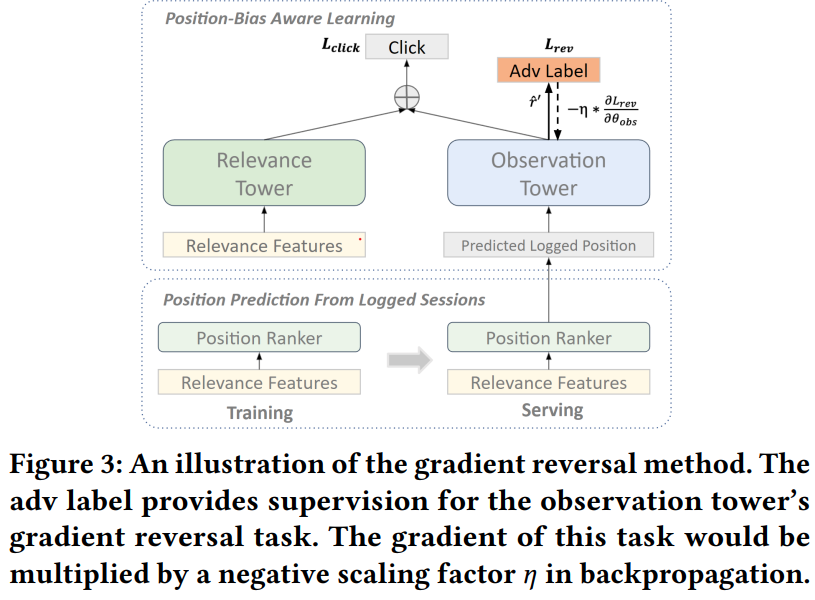 Position-Bias Aware Learning
L_click
Click
L_rev
Adv Label
r̂′
−η * ∂L_rev / ∂θ_obs
Relevance
Tower
Observation
Tower
Relevance Features
Predicted Logged Position
Position Prediction From Logged Sessions
Position Ranker
Position Ranker
Relevance Features
Relevance Features
Training
Serving
Figure 3: An illustration of the gradient reversal method. The
adv label provides supervision for the observation tower’s
gradient reversal task. The gradient of this task would be
multiplied by a negative scaling factor η in backpropagation.